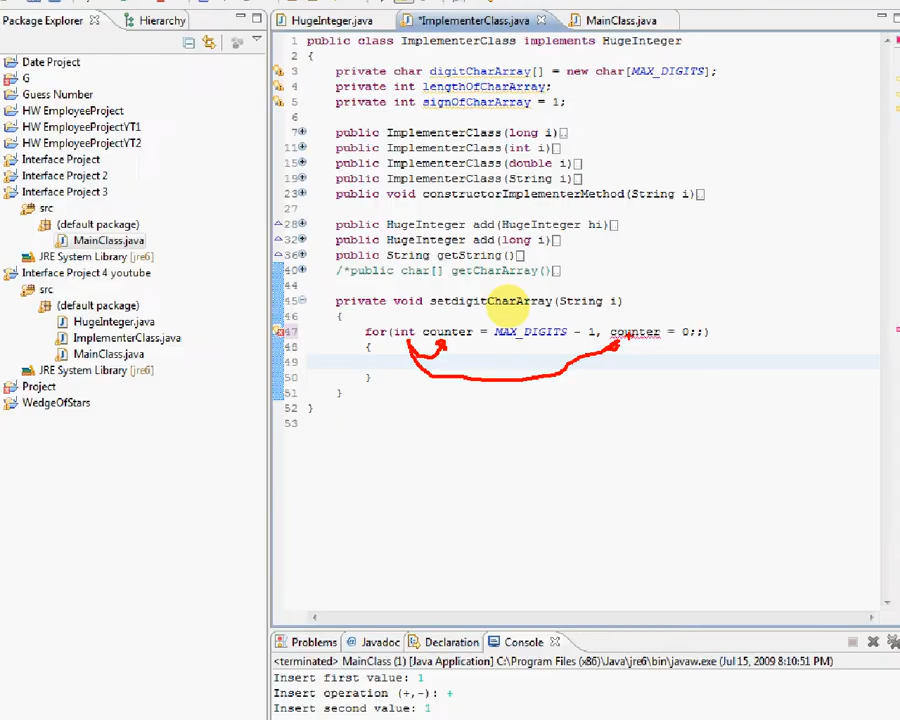 Package Explorer
Hierarchy
HugeInteger.java
*ImplementerClass.java
MainClass.java
Date Project
G
Guess Number
HW EmployeeProject
HW EmployeeProjectYT1
HW EmployeeProjectYT2
Interface Project
Interface Project 2
Interface Project 3
src
(default package)
MainClass.java
JRE System Library [jre6]
Interface Project 4 youtube
src
(default package)
HugeInteger.java
ImplementerClass.java
MainClass.java
JRE System Library [jre6]
Project
WedgeOfStars
1 public class ImplementerClass implements HugeInteger
2 {
3 private char digitCharArray[] = new char[MAX_DIGITS];
4 private int lengthOfCharArray;
5 private int signOfCharArray = 1;
6
7 public ImplementerClass(long i)
11 public ImplementerClass(int i)
15 public ImplementerClass(double i)
19 public ImplementerClass(String i)
23 public void constructorImplementerMethod(String i)
27
28 public HugeInteger add(HugeInteger hi)
32 public HugeInteger add(long i)
36 public String getString()
40 /*public char[] getCharArray()
44
45 private void setdigitCharArray(String i)
46 {
47 for(int counter = MAX_DIGITS - 1, counter = 0;;)
48 {
49
50 }
51 }
52 }
53
Problems
Javadoc
Declaration
Console
<terminated> MainClass (1) [Java Application] C:\Program Files (x86)\Java\jre6\bin\javaw.exe (Jul 15, 2009 8:10:51 PM)
Insert first value: 1
Insert operation (+,-): +
Insert second value: 1